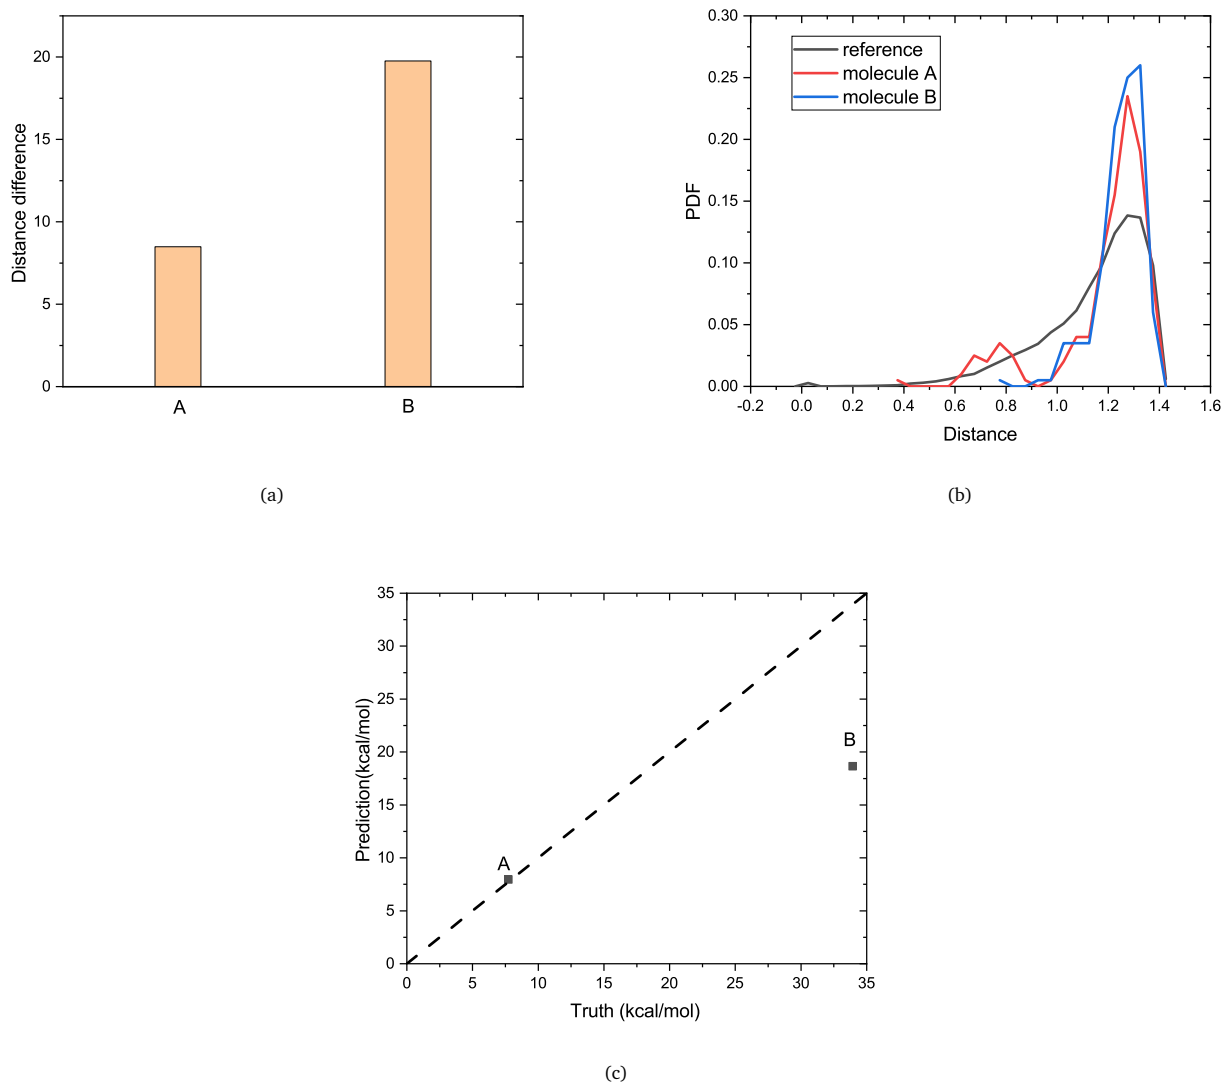 Distance difference
20
15
10
5
0
A
B
(a)
PDF
0.30
0.25
0.20
0.15
0.10
0.05
0.00
reference
molecule A
molecule B
-0.2 0.0 0.2 0.4 0.6 0.8 1.0 1.2 1.4 1.6
Distance
(b)
Prediction(kcal/mol)
35
30
25
20
15
10
5
0
A
B
0 5 10 15 20 25 30 35
Truth (kcal/mol)
(c)